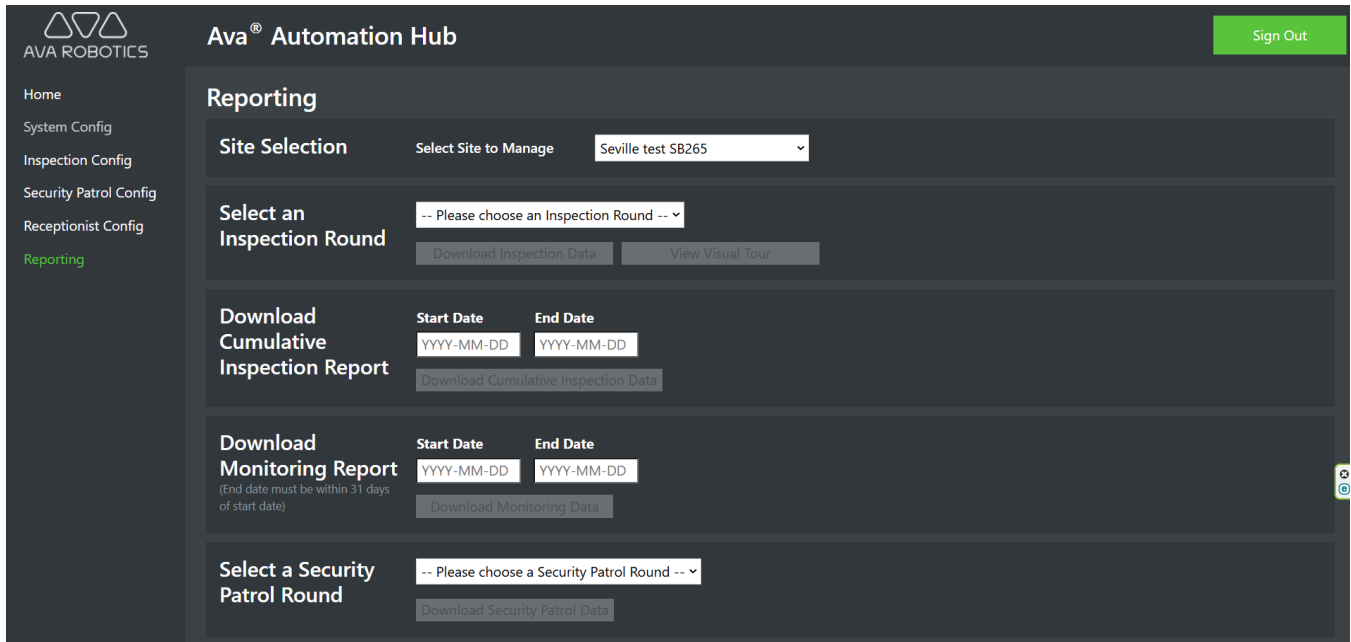 AVA ROBOTICS
Ava® Automation Hub
Sign Out
Home
System Config
Inspection Config
Security Patrol Config
Receptionist Config
Reporting
Reporting
Site Selection
Select Site to Manage
Seville test SB265
Select an
Inspection Round
-- Please choose an Inspection Round --
Download Inspection Data
View Visual Tour
Download
Cumulative
Inspection Report
Start Date
End Date
YYYY-MM-DD
YYYY-MM-DD
Download Cumulative Inspection Data
Download
Monitoring Report
(End date must be within 31 days
of start date)
Start Date
End Date
YYYY-MM-DD
YYYY-MM-DD
Download Monitoring Data
Select a Security
Patrol Round
-- Please choose a Security Patrol Round --
Download Security Patrol Data